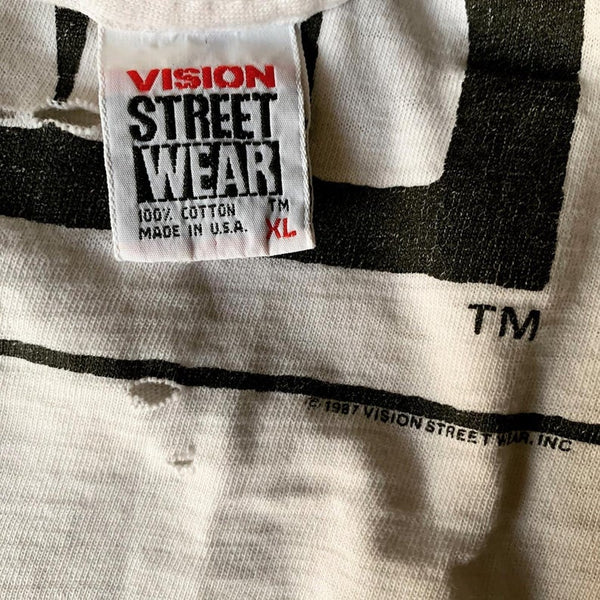 VISION
STREET
WEAR
TM
100% COTTON
MADE IN U.S.A. XL
TM
© 1987 VISION STREET WEAR, INC